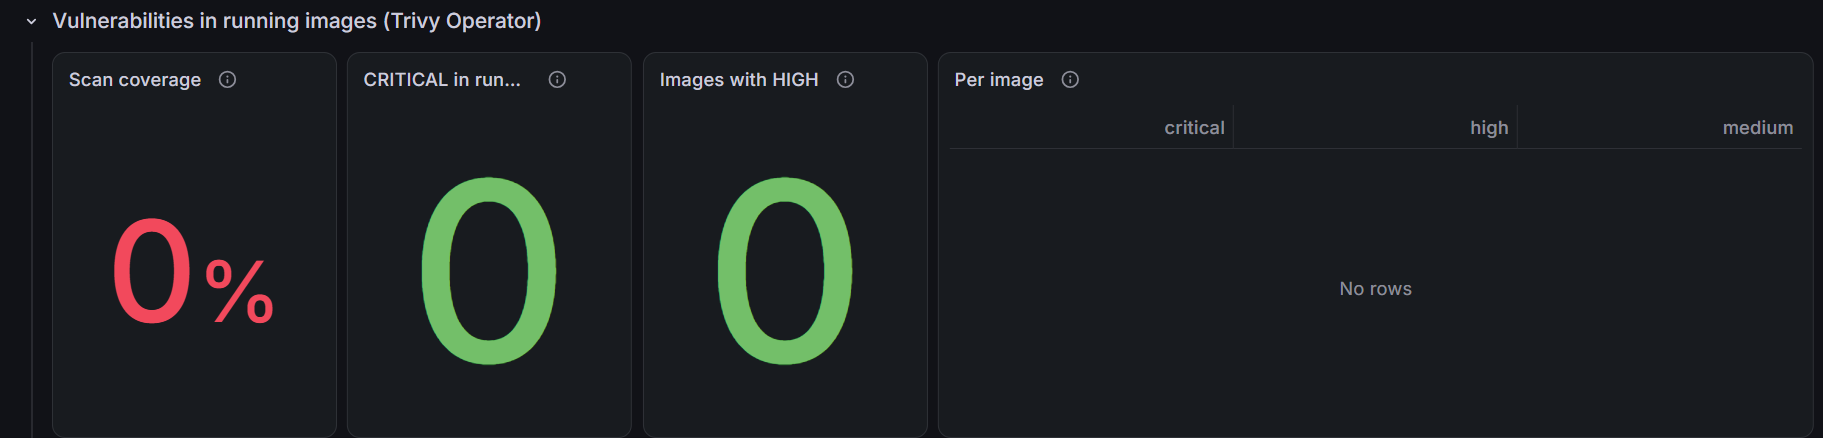 Vulnerabilities in running images (Trivy Operator)
Scan coverage
CRITICAL in run...
Images with HIGH
Per image
critical high medium
0%
0
0
No rows